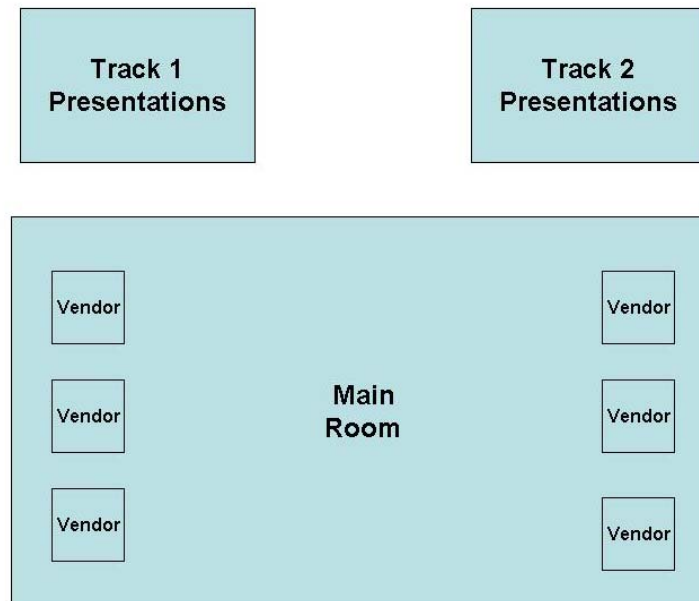 Track 1
Presentations
Track 2
Presentations
Vendor
Vendor
Vendor
Main
Room
Vendor
Vendor
Vendor